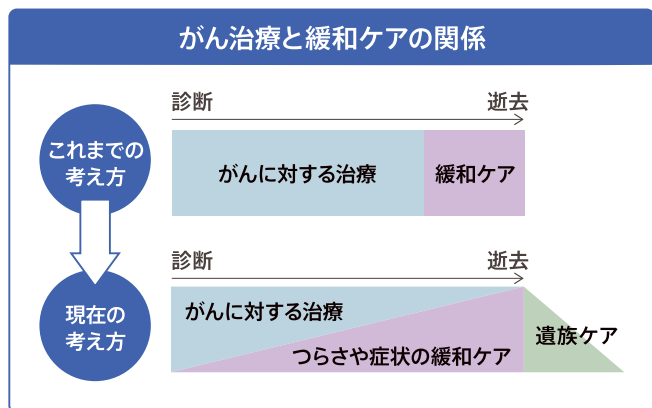 がん治療と緩和ケアの関係
これまでの
考え方
診断
逝去
がんに対する治療
緩和ケア
現在の
考え方
診断
逝去
がんに対する治療
つらさや症状の緩和ケア
遺族ケア